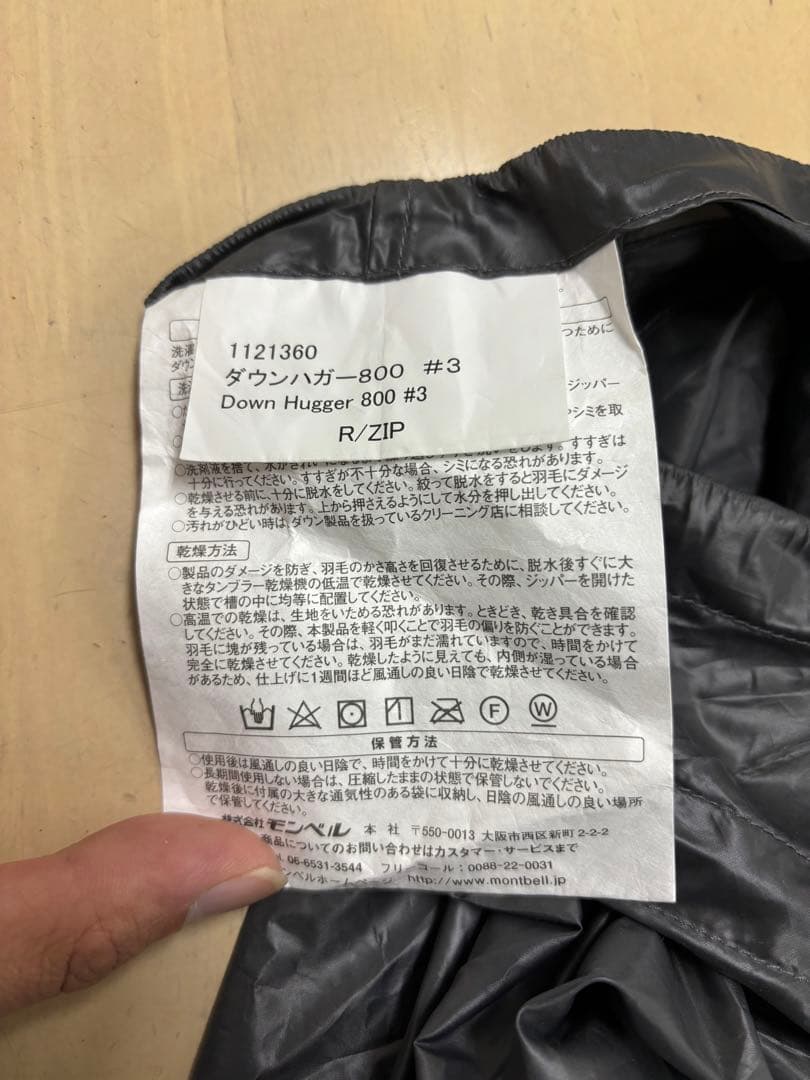 1121360
ダウンハガー800 #3
Down Hugger 800 #3
R/ZIP
つために
洗濯
ジッパー
シミを取
○洗剤液を捨て、水が
すすぎは
十分に行ってください。すすぎが不十分な場合、シミになる恐れがあります。
○乾燥させる前に、十分に脱水をしてください。絞って脱水をすると羽毛にダメージ
を与える恐れがあります。上から押さえるようにして水分を押し出してください。
○汚れがひどい時は、ダウン製品を扱っているクリーニング店に相談してください。
乾燥方法
○製品のダメージを防ぎ、羽毛のかさ高さを回復させるために、脱水後すぐに大
きなタンブラー乾燥機の低温で乾燥させてください。その際、ジッパーを開けた
状態で槽の中に均等に配置してください。
○高温での乾燥は、生地をいためる恐れがあります。ときどき、乾き具合を確認
してください。その際、本製品を軽く叩くことで羽毛の偏りを防ぐことができます。
羽毛に塊が残っている場合は、羽毛がまだ濡れていますので、時間をかけて
完全に乾燥させてください。乾燥したように見えても、内側が湿っている場合
があるため、仕上げに1週間ほど風通しの良い日陰で乾燥させてください。
F W
保管方法
○使用後は風通しの良い日陰で、時間をかけて十分に乾燥させてください。
○長期間使用しない場合は、圧縮したままの状態で保管しないでください。
乾燥後に付属の大きな通気性のある袋に収納し、日陰の風通しの良い場所
で保管してください。
株式会社モンベル 本社 〒550-0013 大阪市西区新町2-2-2
商品についてのお問い合わせはカスタマー・サービスまで
06-6531-3544 フリーコール:0088-22-0031
ンベルホームページ http://www.montbell.jp